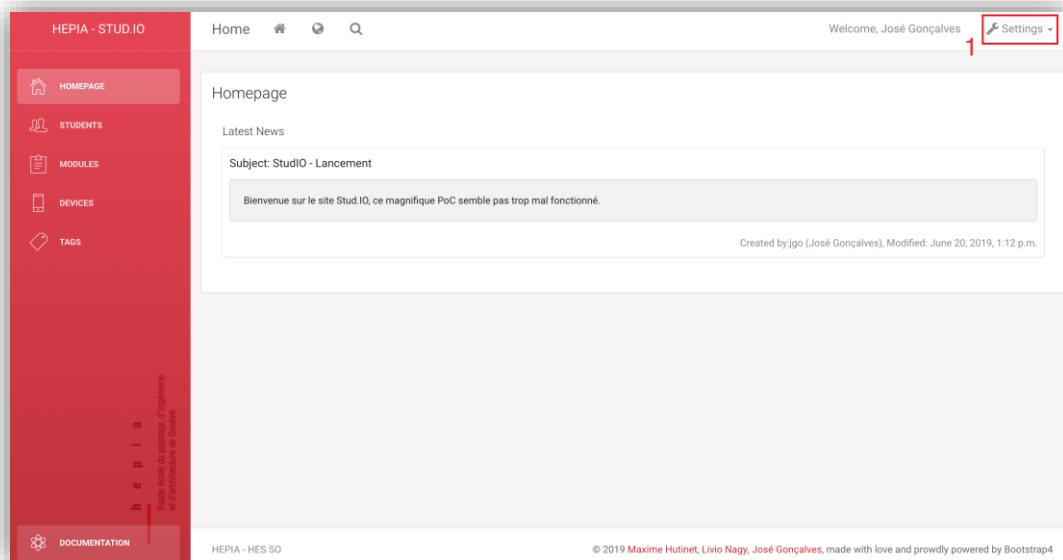 HEPIA - STUD.IO
Home
Welcome, José Gonçalves
Settings
1
HOMEPAGE
STUDENTS
MODULES
DEVICES
TAGS
Homepage
Latest News
Subject: StudIO - Lancement
Bienvenue sur le site Stud.IO, ce magnifique PoC semble pas trop mal fonctionné.
Created by:jgo (José Gonçalves), Modified: June 20, 2019, 1:12 p.m.
h e p i a
Haute école du paysage, d'ingénierie
et d'architecture de Genève
DOCUMENTATION
HEPIA - HES SO
© 2019 Maxime Hutinet, Livio Nagy, José Gonçalves, made with love and prowdly powered by Bootstrap4